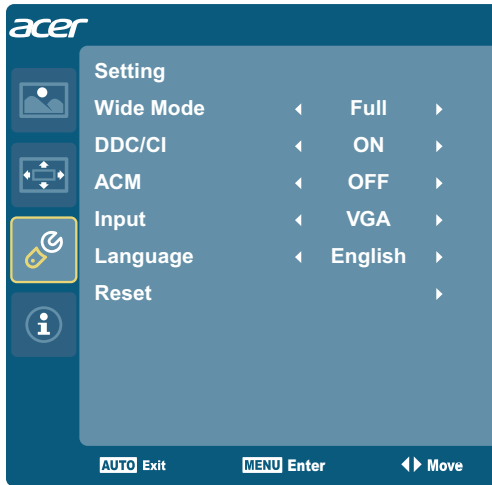 acer
Setting
Wide Mode Full
DDC/CI ON
ACM OFF
Input VGA
Language English
Reset
AUTO Exit MENU Enter Move